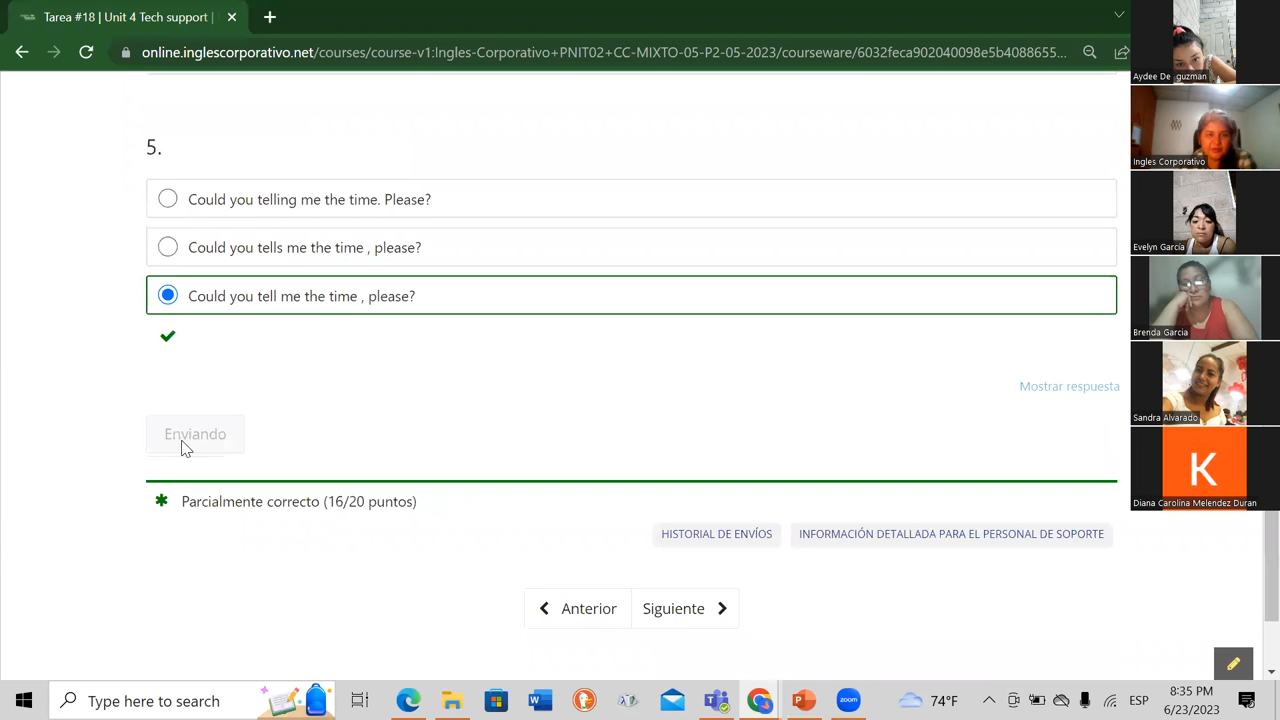 Tarea #18 | Unit 4 Tech support |
online.inglescorporativo.net/courses/course-v1:Ingles-Corporativo+PNIT02+CC-MIXTO-05-P2-05-2023/courseware/6032feca902040098e5b4088655...
5.
Could you telling me the time. Please?
Could you tells me the time , please?
Could you tell me the time , please?
Mostrar respuesta
Enviando
Parcialmente correcto (16/20 puntos)
HISTORIAL DE ENVÍOS
INFORMACIÓN DETALLADA PARA EL PERSONAL DE SOPORTE
Anterior
Siguiente
Aydee De guzman
Ingles Corporativo
Evelyn García
Brenda Garcia
Sandra Alvarado
K
Diana Carolina Melendez Duran
Type here to search
74°F
ESP
8:35 PM
6/23/2023